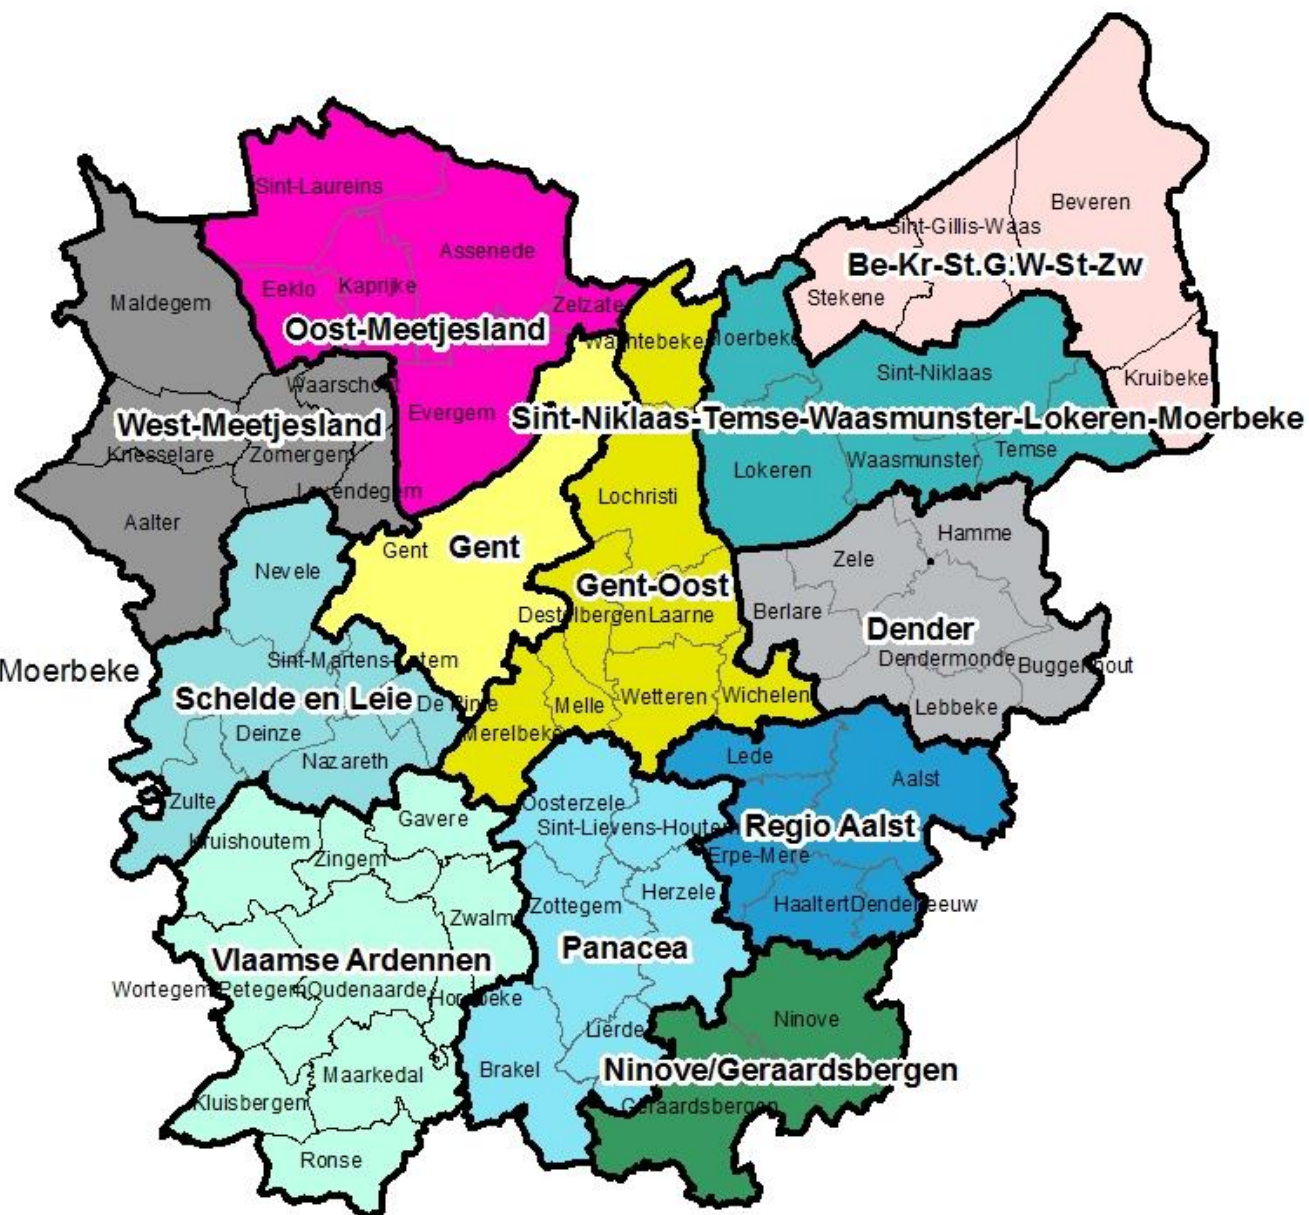 Beveren
Sint-Laureins
Sint-Gillis-Waas
Assenede
Be-Kr-St.G.W-St-Zw
Eeklo
Kaprijke
Stekene
Maldegem
Zelzate
Oost-Meetjesland
Wachtebeke
Moerbeke
Sint-Niklaas
Kruibeke
Waarschoot
Evergem
West-Meetjesland
Sint-Niklaas-Temse-Waasmunster-Lokeren-Moerbeke
Knesselare
Zomergem
Temse
Waasmunster
Lokeren
Lovendegem
Lochristi
Aalter
Hamme
Gent
Gent
Zele
Nevele
Gent-Oost
Berlare
Destelbergen
Laarne
Dender
Sint-Martens-Latem
Dendermonde
Buggenhout
Moerbeke
Schelde en Leie
De Pinte
Melle
Wetteren
Wichelen
Lebbeke
Deinze
Merelbeke
Nazareth
Lede
Aalst
Zulte
Oosterzele
Gavere
Sint-Lievens-Houtem
Regio Aalst
Kruishoutem
Zingem
Erpe-Mere
Herzele
Zottegem
Haaltert
Denderleeuw
Zwalm
Panacea
Vlaamse Ardennen
Wortegem-Petegem
Oudenaarde
Horebeke
Ninove
Lierde
Brakel
Ninove/Geraardsbergen
Maarkedal
Kluisbergen
Geraardsbergen
Ronse